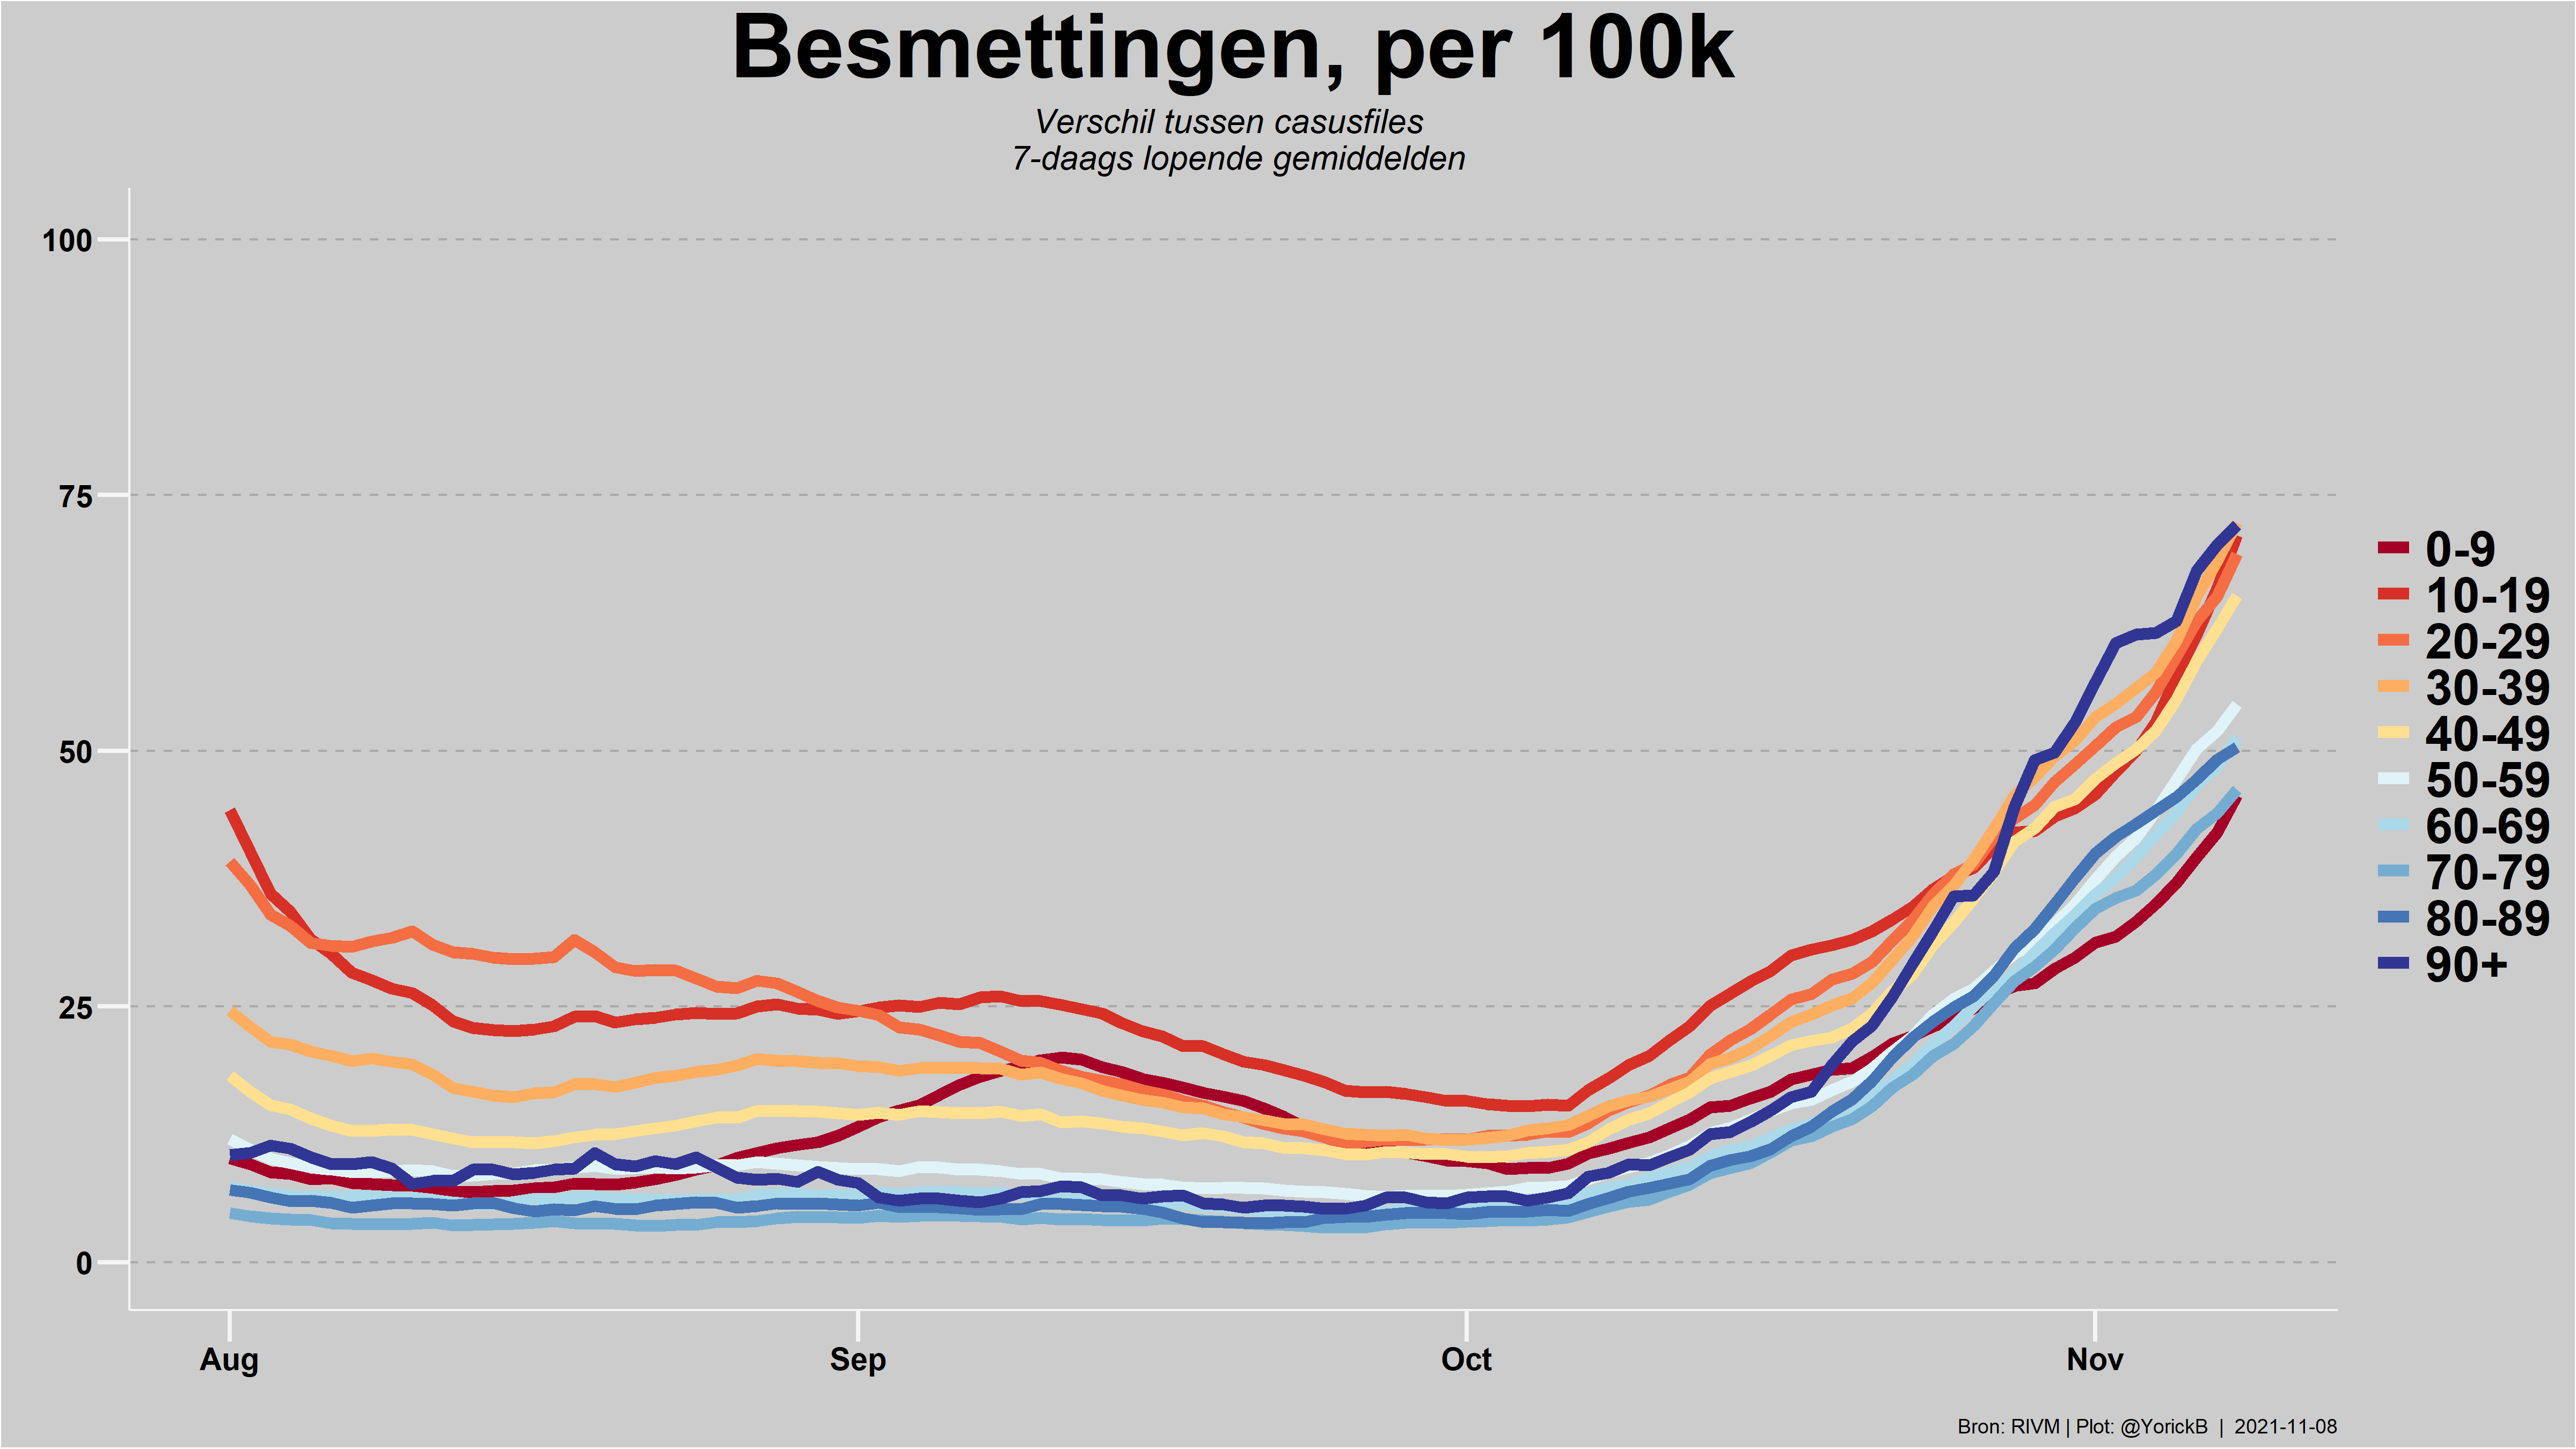 Besmettingen, per 100k
Verschil tussen casusfiles
7-daags lopende gemiddelden
100
75
50
25
0
Aug
Sep
Oct
Nov
0-9
10-19
20-29
30-39
40-49
50-59
60-69
70-79
80-89
90+
Bron: RIVM | Plot: @YorickB | 2021-11-08